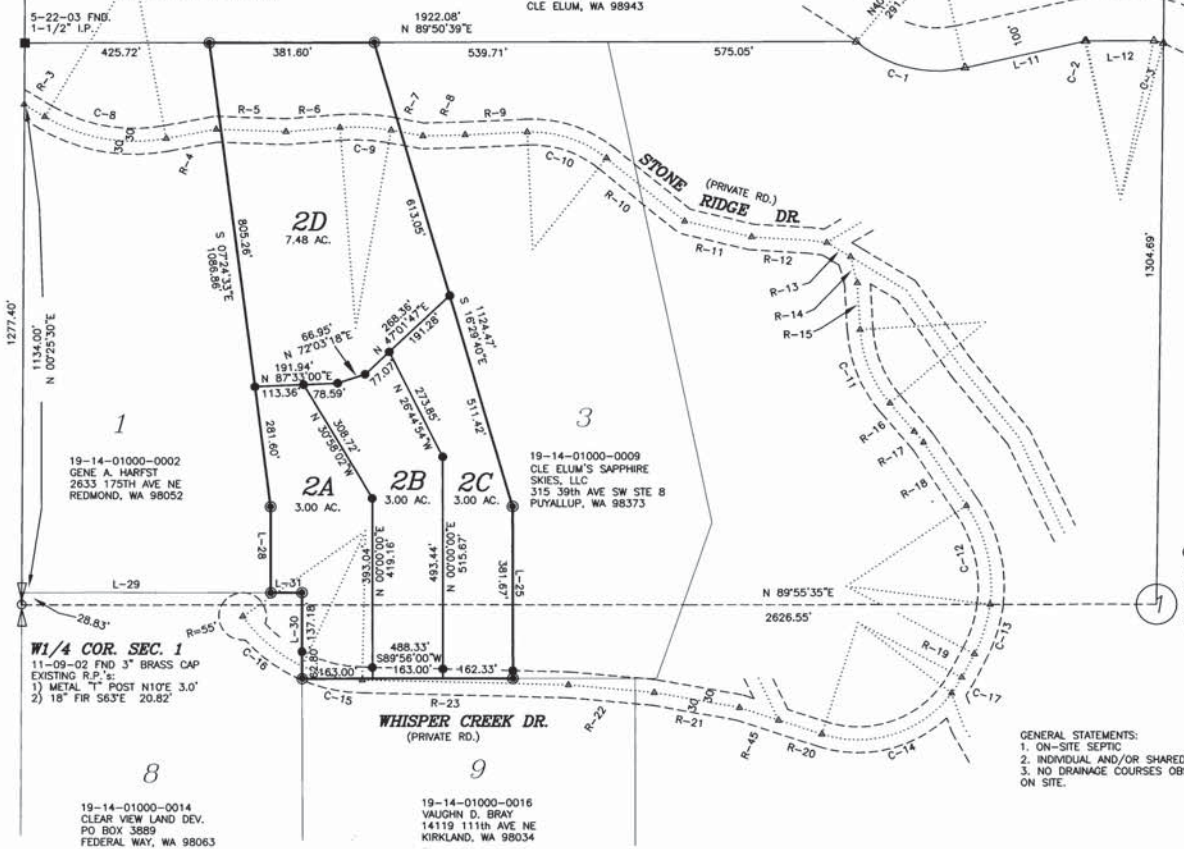 CLE ELUM, WA 98943
5-22-03 FND.
1-1/2" I.P.
1922.08'
N 89°50'39"E
425.72'
381.60'
539.71'
575.05'
N40°
291.
100'
C-1
L-11
C-2
L-12
C-3
R-3
C-8
30
30
R-4
R-5
R-6
C-9
R-7
R-8
R-9
C-10
R-10
STONE RIDGE DR.
(PRIVATE RD.)
R-11
R-12
R-13
R-14
R-15
C-11
R-16
R-17
R-18
C-12
C-13
R-19
C-17
C-14
R-20
R-45
R-21
30
30
R-22
R-23
C-15
C-16
R=55'
1277.40'
1134.00'
N 00°25'30"E
805.26'
S 07°24'33"E
1086.86'
2D
7.48 AC.
613.05'
1124.47'
S 16°29'40"E
511.42'
1304.69'
66.95'
N 72°03'18"E
268.36'
N 47°01'47"E
191.28'
77.07'
191.94'
N 87°33'00"E
113.36'
78.59'
281.60'
308.72'
N 30°58'02"W
273.85'
N 26°44'54"W
1
19-14-01000-0002
GENE A. HARFST
2633 175TH AVE NE
REDMOND, WA 98052
2A
3.00 AC.
2B
3.00 AC.
2C
3.00 AC.
3
19-14-01000-0009
CLE ELUM'S SAPPHIRE
SKIES, LLC
315 39th AVE SW STE 8
PUYALLUP, WA 98373
L-28
L-29
L-31
L-30
137.18'
62.80'
393.04'
N 00°00'00"E
419.16'
493.44'
N 00°00'00"E
515.67'
381.67'
L-25
N 89°55'35"E
2626.55'
1
28.83'
488.33'
S89°56'00"W
163.00'
163.00'
162.33'
W1/4 COR. SEC. 1
11-09-02 FND 3" BRASS CAP
EXISTING R.P.'s:
1) METAL "T" POST N10°E 3.0'
2) 18" FIR S63°E 20.82'
WHISPER CREEK DR.
(PRIVATE RD.)
GENERAL STATEMENTS:
1. ON-SITE SEPTIC
2. INDIVIDUAL AND/OR SHARED
3. NO DRAINAGE COURSES OBS
ON SITE.
8
19-14-01000-0014
CLEAR VIEW LAND DEV.
PO BOX 3889
FEDERAL WAY, WA 98063
9
19-14-01000-0016
VAUGHN D. BRAY
14119 111th AVE NE
KIRKLAND, WA 98034